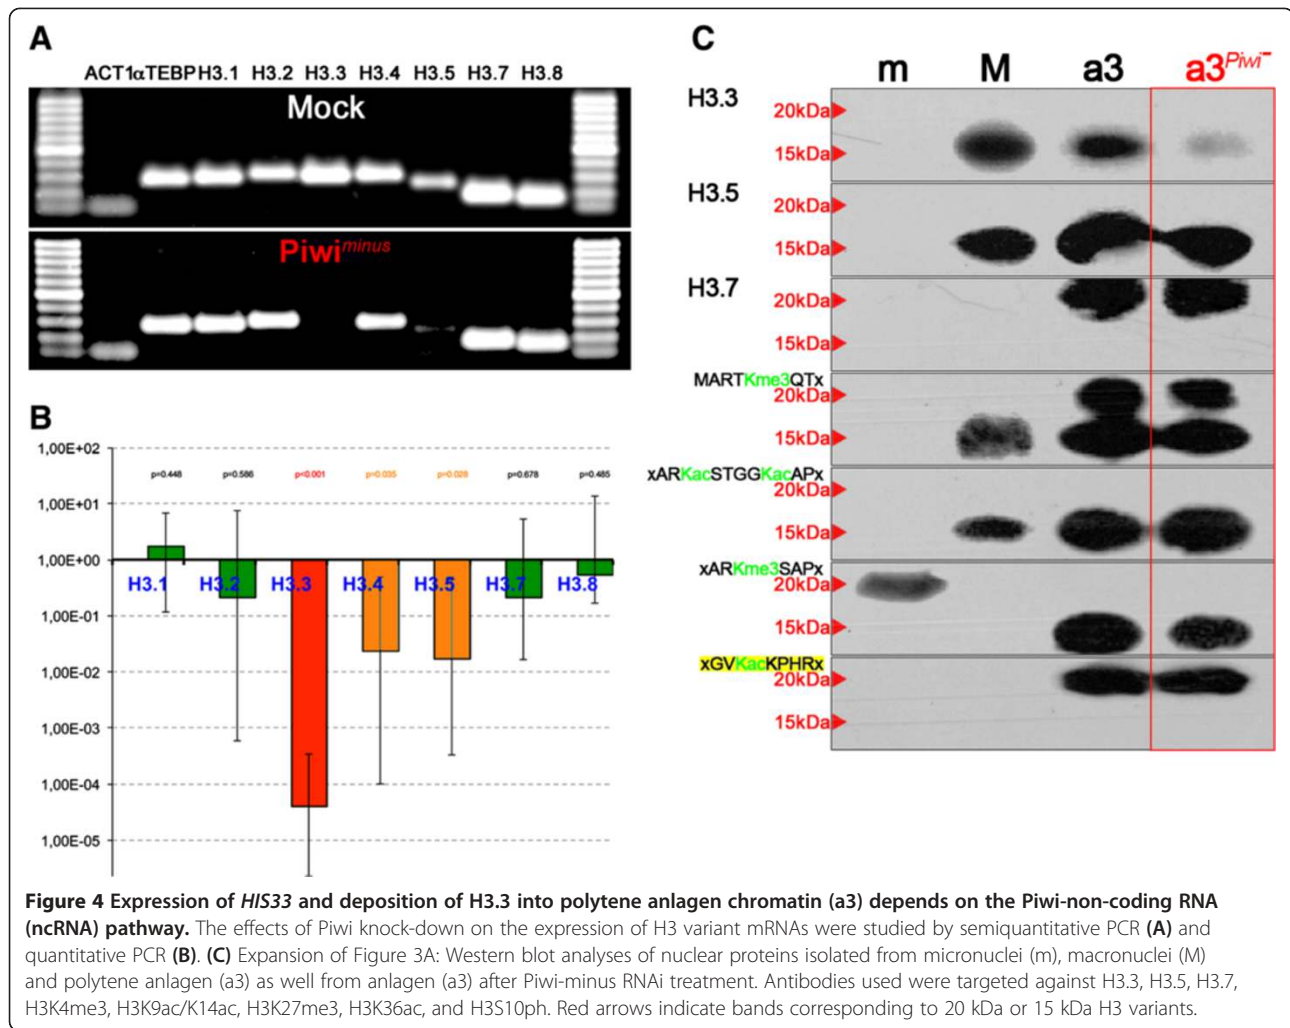 A
ACT1 αTEBP H3.1 H3.2 H3.3 H3.4 H3.5 H3.7 H3.8
Mock
Piwi minus
B
1,00E+02
1,00E+01
1,00E+00
1,00E-01
1,00E-02
1,00E-03
1,00E-04
1,00E-05
p=0.448 p=0.586 p<0.001 p=0.035 p=0.028 p=0.678 p=0.485
H3.1 H3.2 H3.3 H3.4 H3.5 H3.7 H3.8
C
m M a3 a3Piwi-
H3.3
20kDa
15kDa
H3.5
20kDa
15kDa
H3.7
20kDa
15kDa
MARTKme3QTx
20kDa
15kDa
xARKacSTGGKacAPx
20kDa
15kDa
xARKme3SAPx
20kDa
15kDa
xGVKacKPHRx
20kDa
15kDa
Figure 4 Expression of HIS33 and deposition of H3.3 into polytene anlagen chromatin (a3) depends on the Piwi-non-coding RNA
(ncRNA) pathway. The effects of Piwi knock-down on the expression of H3 variant mRNAs were studied by semiquantitative PCR (A) and
quantitative PCR (B). (C) Expansion of Figure 3A: Western blot analyses of nuclear proteins isolated from micronuclei (m), macronuclei (M)
and polytene anlagen (a3) as well from anlagen (a3) after Piwi-minus RNAi treatment. Antibodies used were targeted against H3.3, H3.5, H3.7,
H3K4me3, H3K9ac/K14ac, H3K27me3, H3K36ac, and H3S10ph. Red arrows indicate bands corresponding to 20 kDa or 15 kDa H3 variants.